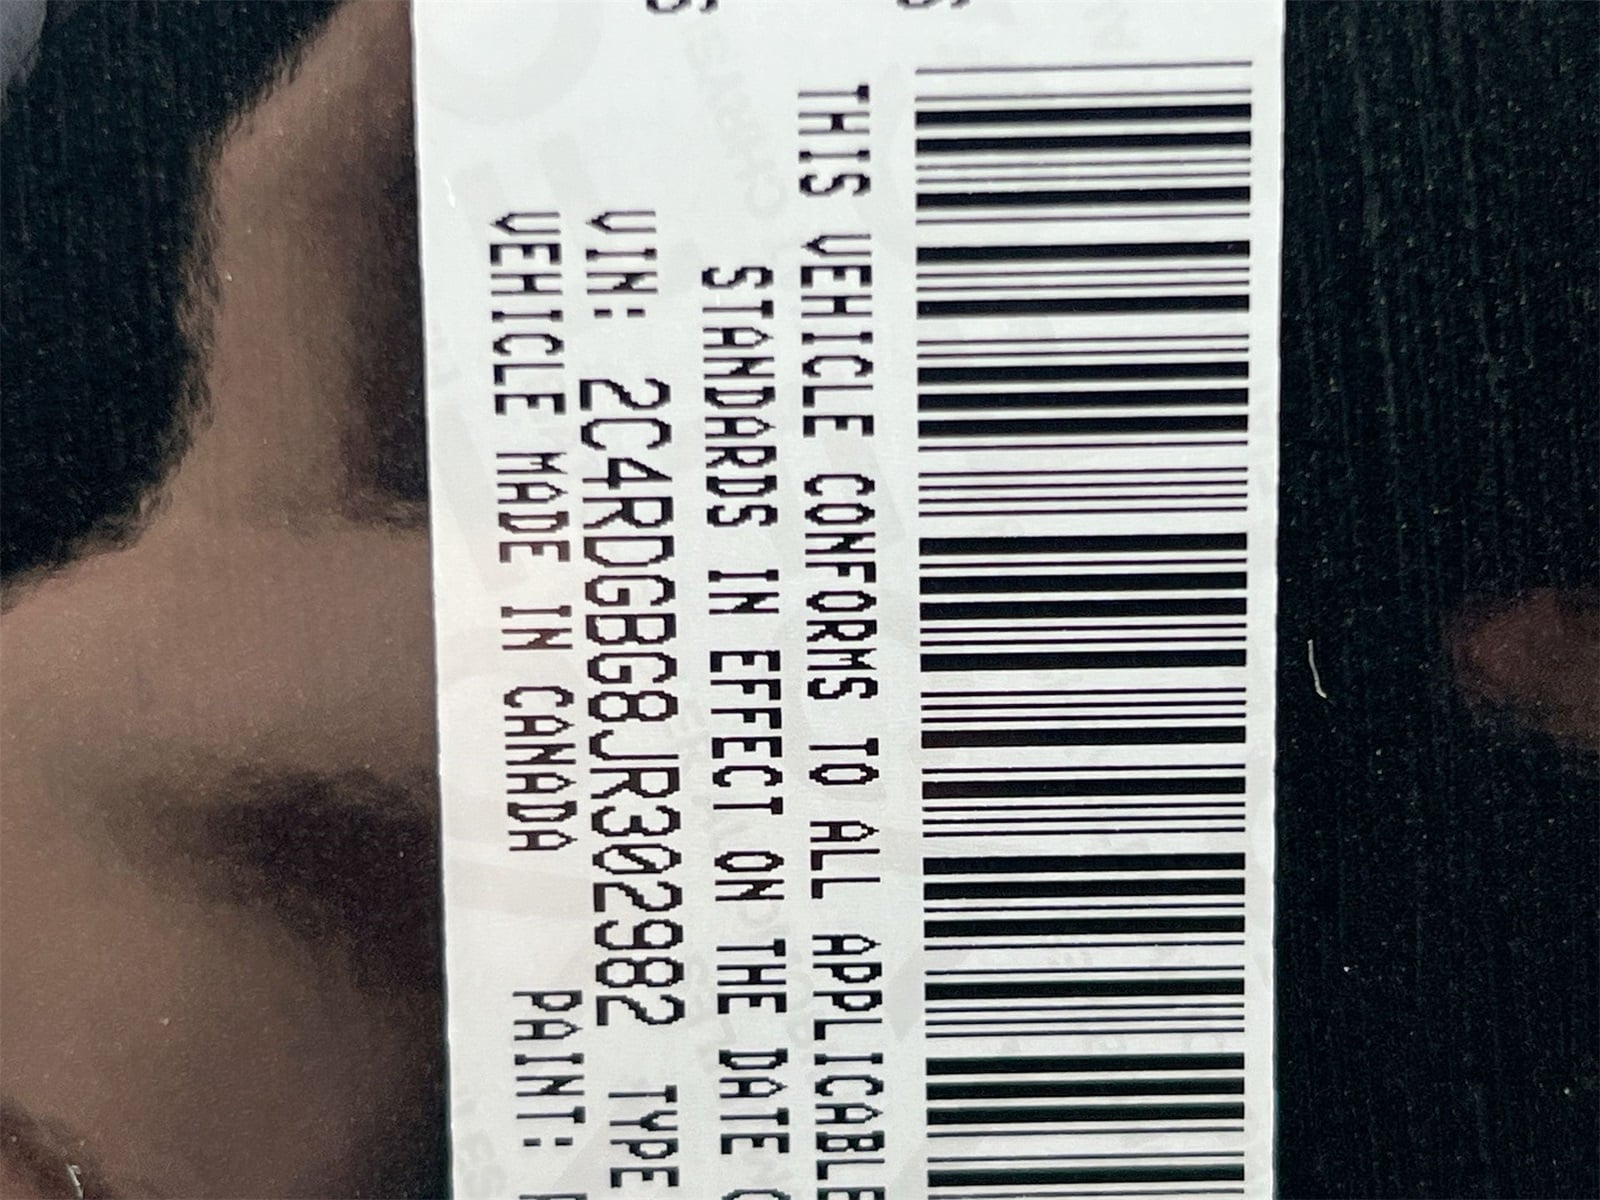 THIS VEHICLE CONFORMS TO ALL APPLICABLE
STANDARDS IN EFFECT ON THE DATE
VIN: 2C4RDGBG8JR302982 TYPE
VEHICLE MADE IN CANADA PAINT: